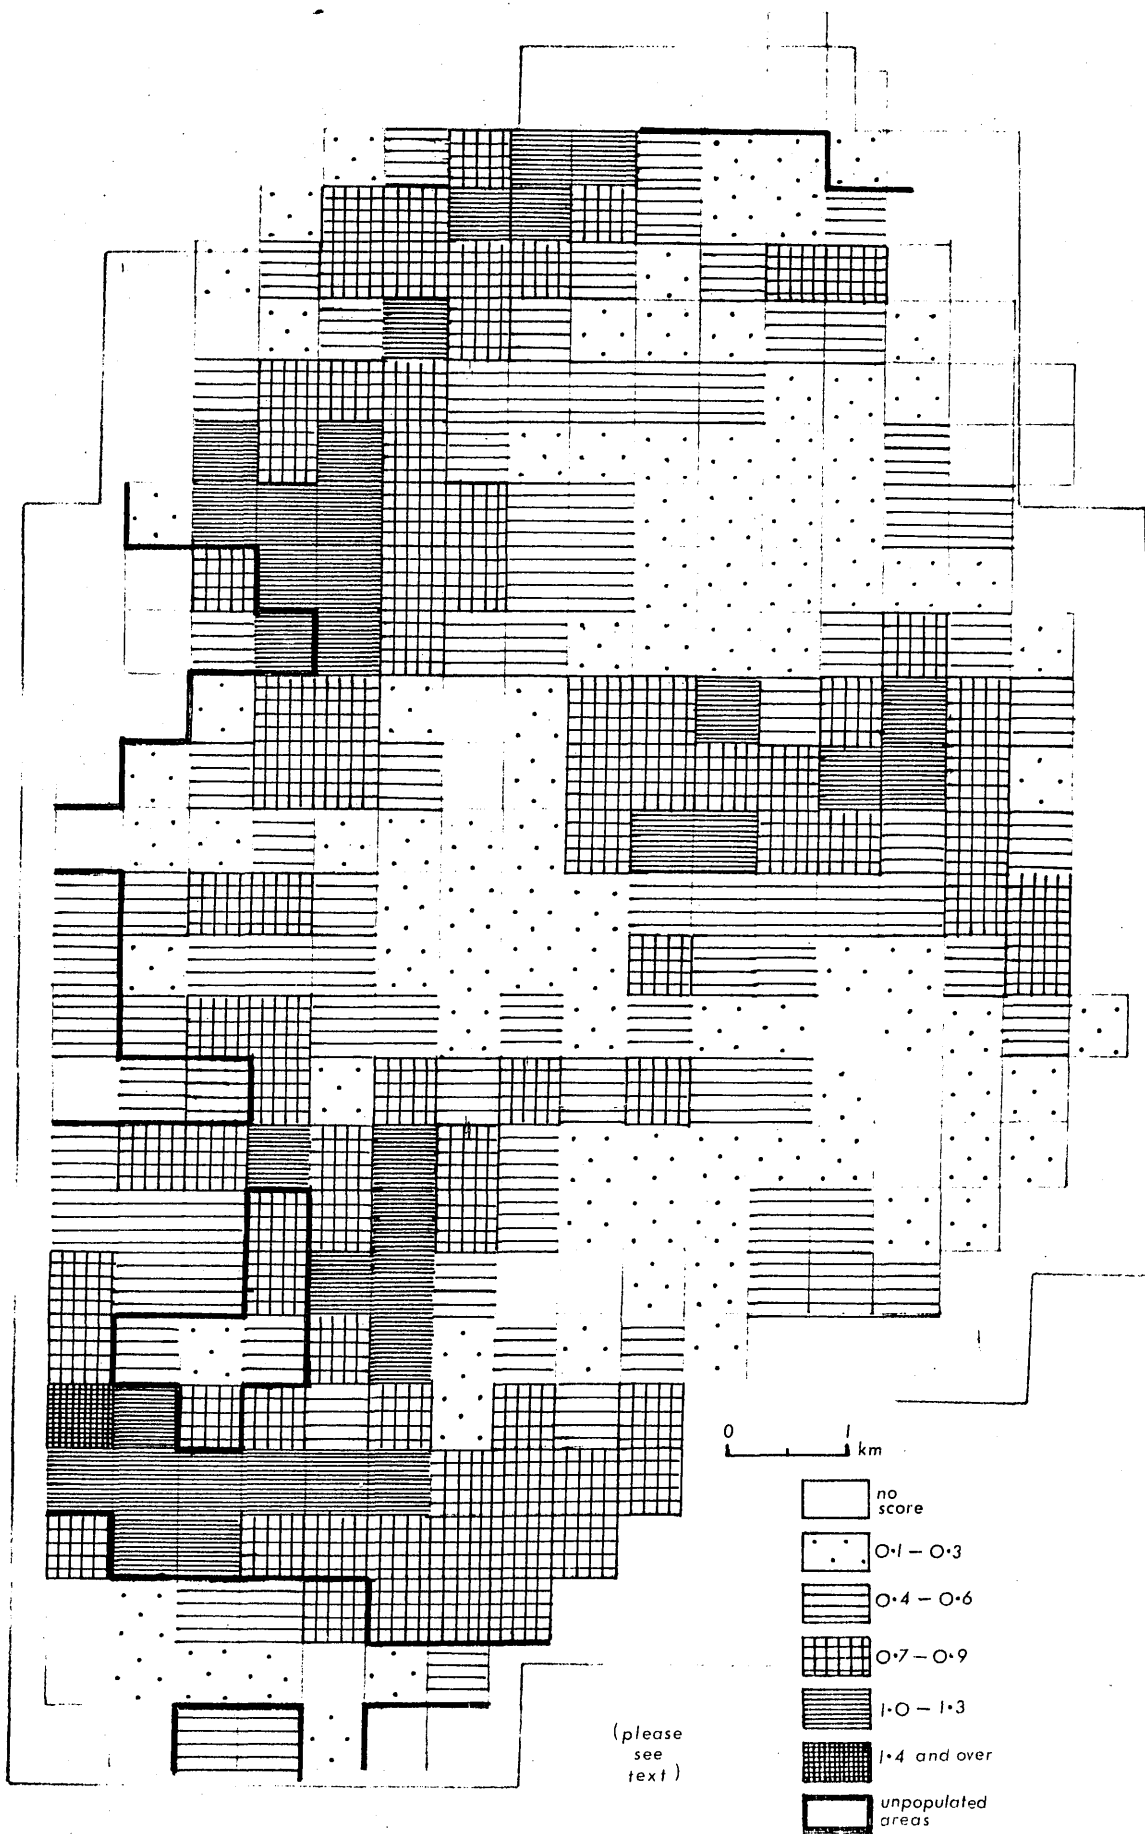 0 1
km
no
score
0·1 – 0·3
0·4 – 0·6
0·7 – 0·9
1·0 – 1·3
1·4 and over
unpopulated
areas
(please
see
text)